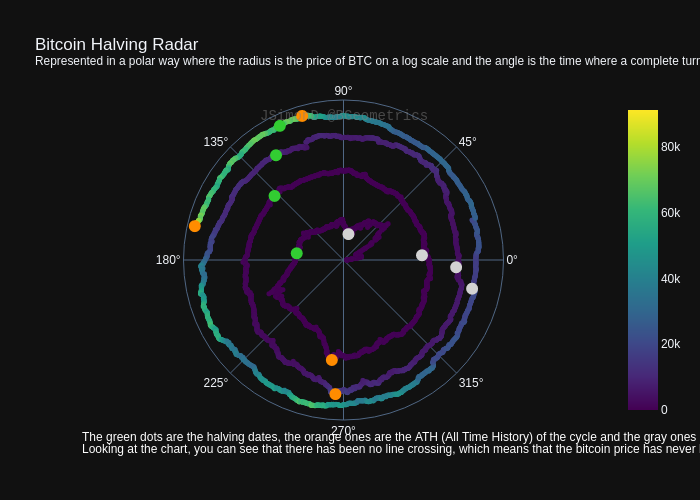 Bitcoin Halving Radar
Represented in a polar way where the radius is the price of BTC on a log scale and the angle is the time where a complete turn
90°
135°
45°
180°
0°
225°
315°
270°
80k
60k
40k
20k
0
The green dots are the halving dates, the orange ones are the ATH (All Time History) of the cycle and the gray ones
Looking at the chart, you can see that there has been no line crossing, which means that the bitcoin price has never